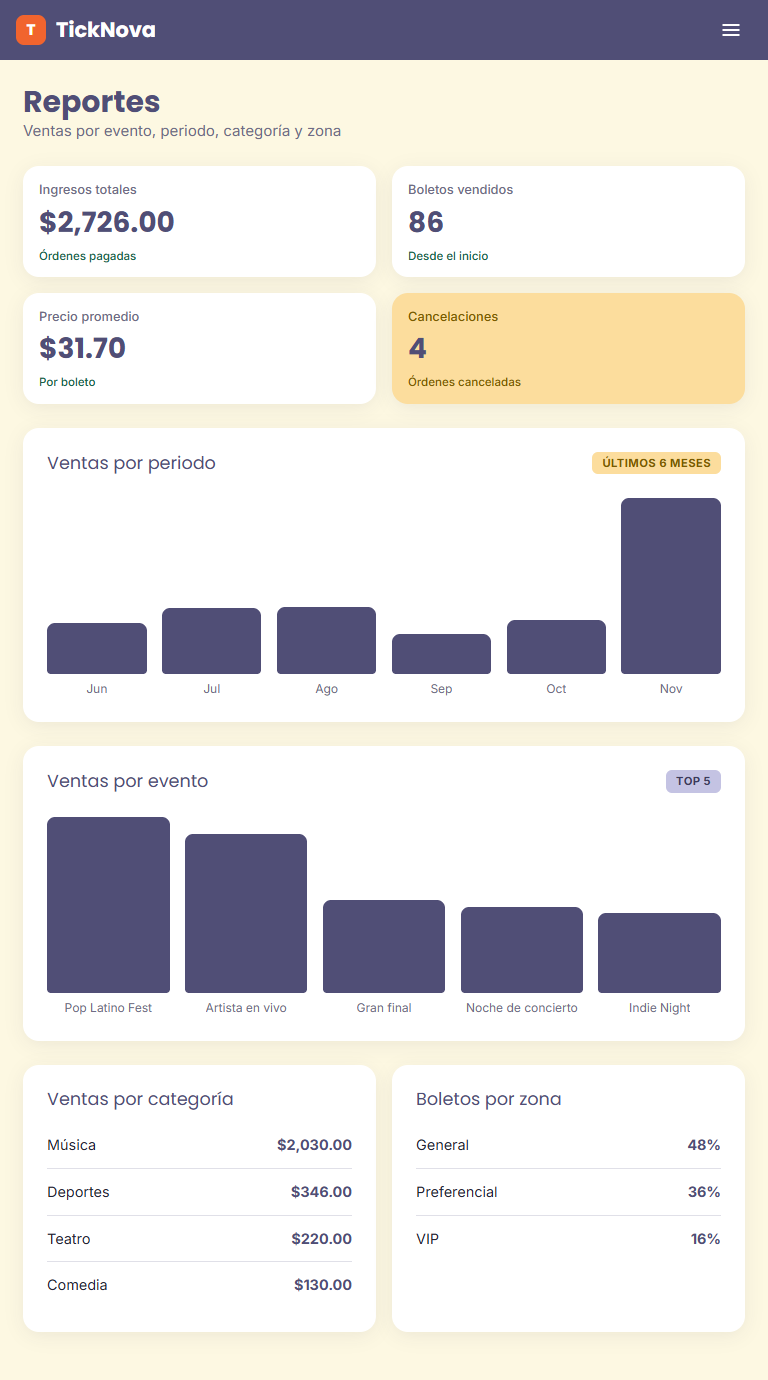 T TickNova
Reportes
Ventas por evento, periodo, categoría y zona
Ingresos totales
$2,726.00
Órdenes pagadas
Boletos vendidos
86
Desde el inicio
Precio promedio
$31.70
Por boleto
Cancelaciones
4
Órdenes canceladas
Ventas por periodo
ÚLTIMOS 6 MESES
Jun Jul Ago Sep Oct Nov
Ventas por evento
TOP 5
Pop Latino Fest Artista en vivo Gran final Noche de concierto Indie Night
Ventas por categoría
Música $2,030.00
Deportes $346.00
Teatro $220.00
Comedia $130.00
Boletos por zona
General 48%
Preferencial 36%
VIP 16%